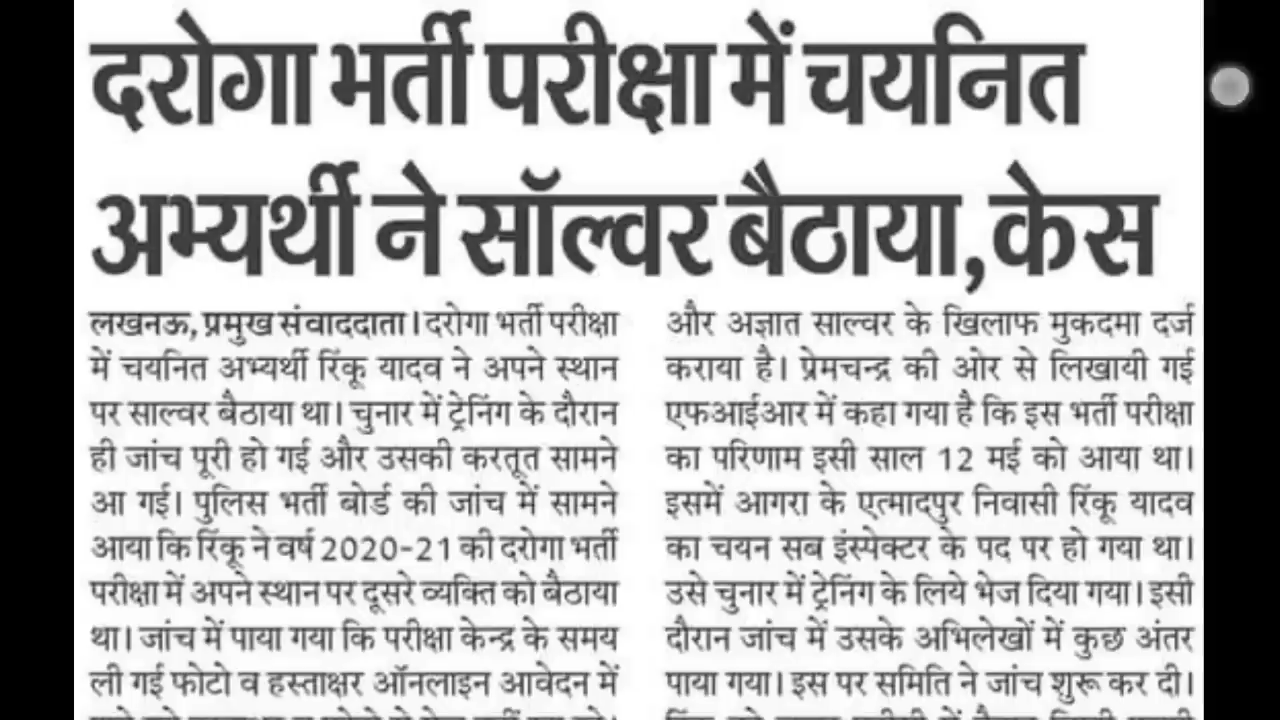 दरोगा भर्ती परीक्षा में चयनित
अभ्यर्थी ने सॉल्वर बैठाया, केस
लखनऊ, प्रमुख संवाददाता। दरोगा भर्ती परीक्षा
में चयनित अभ्यर्थी रिंकू यादव ने अपने स्थान
पर साल्वर बैठाया था। चुनार में ट्रेनिंग के दौरान
ही जांच पूरी हो गई और उसकी करतूत सामने
आ गई। पुलिस भर्ती बोर्ड की जांच में सामने
आया कि रिंकू ने वर्ष 2020-21 की दरोगा भर्ती
परीक्षा में अपने स्थान पर दूसरे व्यक्ति को बैठाया
था। जांच में पाया गया कि परीक्षा केन्द्र के समय
ली गई फोटो व हस्ताक्षर ऑनलाइन आवेदन में
और अज्ञात साल्वर के खिलाफ मुकदमा दर्ज
कराया है। प्रेमचन्द्र की ओर से लिखायी गई
एफआईआर में कहा गया है कि इस भर्ती परीक्षा
का परिणाम इसी साल 12 मई को आया था।
इसमें आगरा के एत्मादपुर निवासी रिंकू यादव
का चयन सब इंस्पेक्टर के पद पर हो गया था।
उसे चुनार में ट्रेनिंग के लिये भेज दिया गया। इसी
दौरान जांच में उसके अभिलेखों में कुछ अंतर
पाया गया। इस पर समिति ने जांच शुरू कर दी।